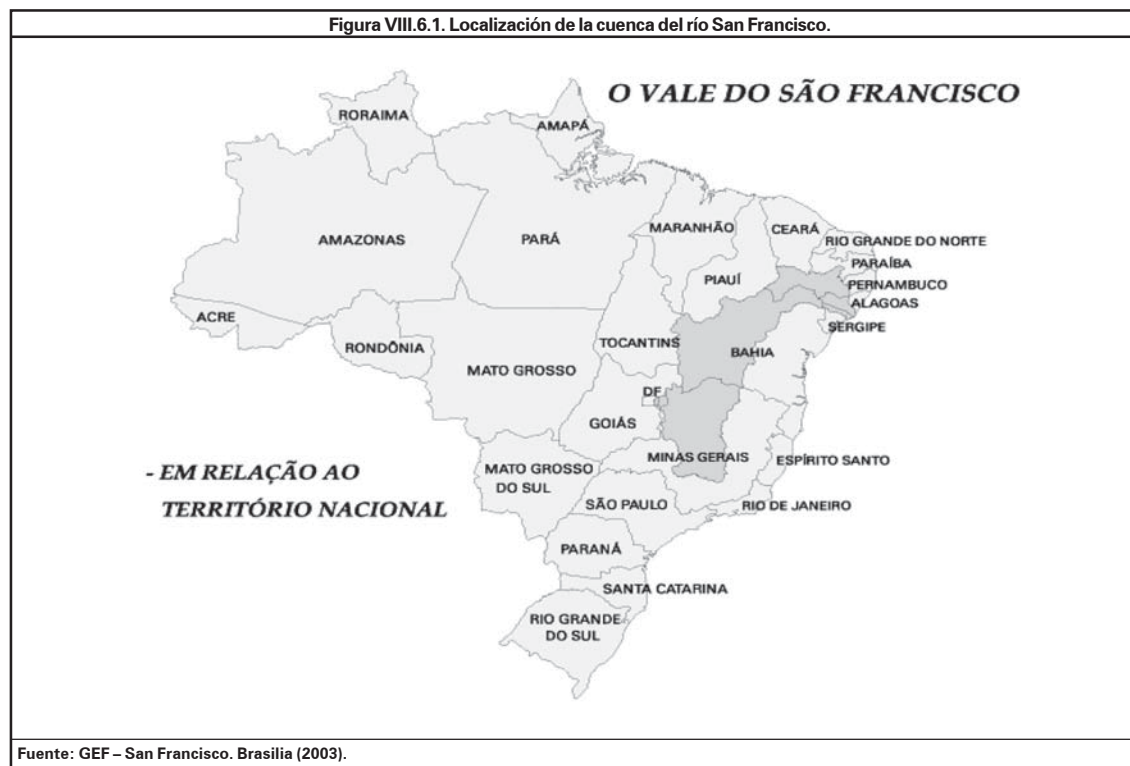 Figura VIII.6.1. Localización de la cuenca del río San Francisco.
O VALE DO SÃO FRANCISCO
RORAIMA
AMAPÁ
AMAZONAS
PARÁ
MARANHÃO
CEARÁ
RIO GRANDE DO NORTE
PARAÍBA
PIAUÍ
PERNAMBUCO
ALAGOAS
SERGIPE
ACRE
RONDÔNIA
TOCANTINS
BAHIA
MATO GROSSO
DF
GOIÁS
MINAS GERAIS
ESPÍRITO SANTO
- EM RELAÇÃO AO
TERRITÓRIO NACIONAL
MATO GROSSO
DO SUL
SÃO PAULO
RIO DE JANEIRO
PARANÁ
SANTA CATARINA
RIO GRANDE
DO SUL
Fuente: GEF – San Francisco. Brasilia (2003).